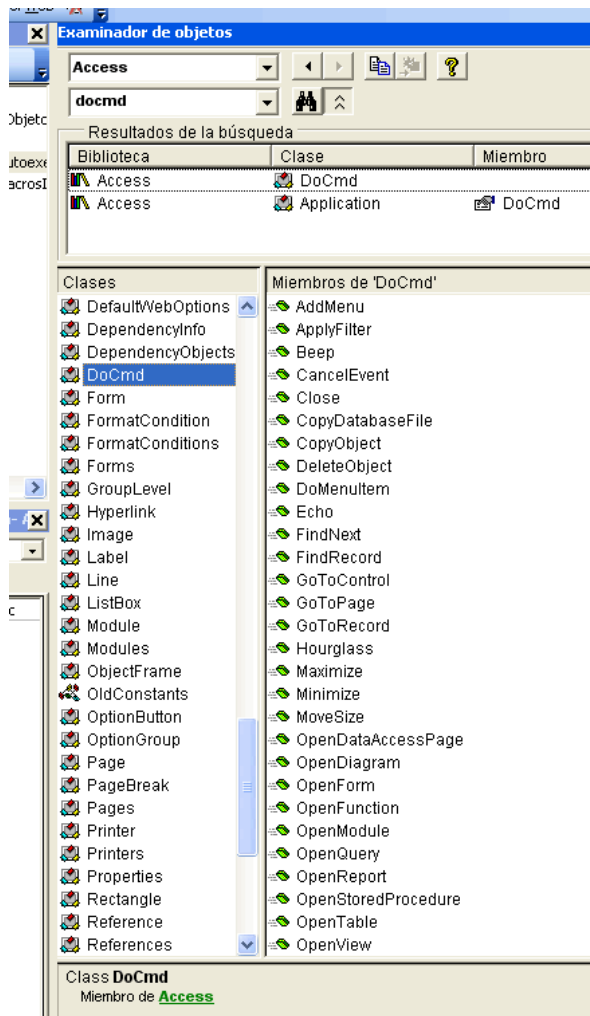 Examinador de objetos
Access
docmd
Resultados de la búsqueda
Biblioteca Clase Miembro
Access DoCmd
Access Application DoCmd
Clases
DefaultWebOptions
DependencyInfo
DependencyObjects
DoCmd
Form
FormatCondition
FormatConditions
Forms
GroupLevel
Hyperlink
Image
Label
Line
ListBox
Module
Modules
ObjectFrame
OldConstants
OptionButton
OptionGroup
Page
PageBreak
Pages
Printer
Printers
Properties
Rectangle
Reference
References
Miembros de 'DoCmd'
AddMenu
ApplyFilter
Beep
CancelEvent
Close
CopyDatabaseFile
CopyObject
DeleteObject
DoMenuItem
Echo
FindNext
FindRecord
GoToControl
GoToPage
GoToRecord
Hourglass
Maximize
Minimize
MoveSize
OpenDataAccessPage
OpenDiagram
OpenForm
OpenFunction
OpenModule
OpenQuery
OpenReport
OpenStoredProcedure
OpenTable
OpenView
Class DoCmd
Miembro de Access